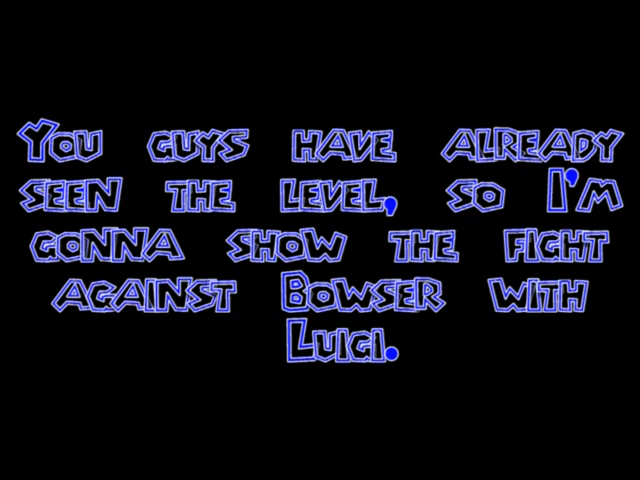 You guys have already
seen the level, so I'm
gonna show the fight
against Bowser with
Luigi.